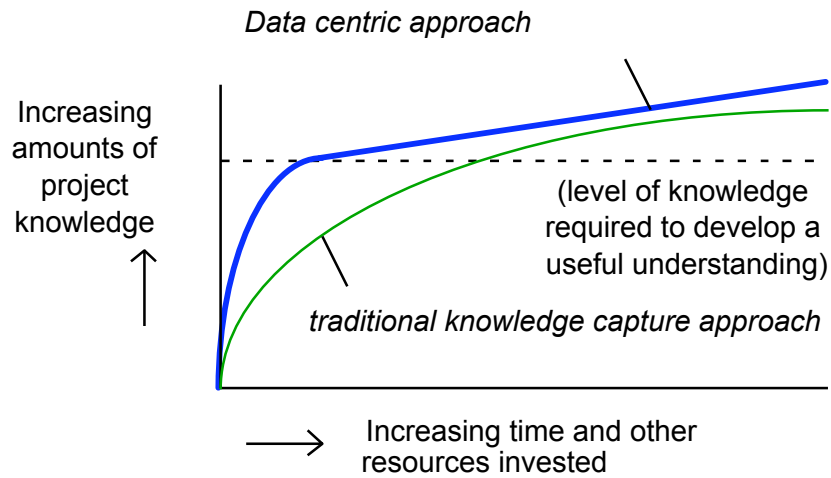 Data centric approach
Increasing
amounts of
project
knowledge
(level of knowledge
required to develop a
useful understanding)
traditional knowledge capture approach
Increasing time and other
resources invested